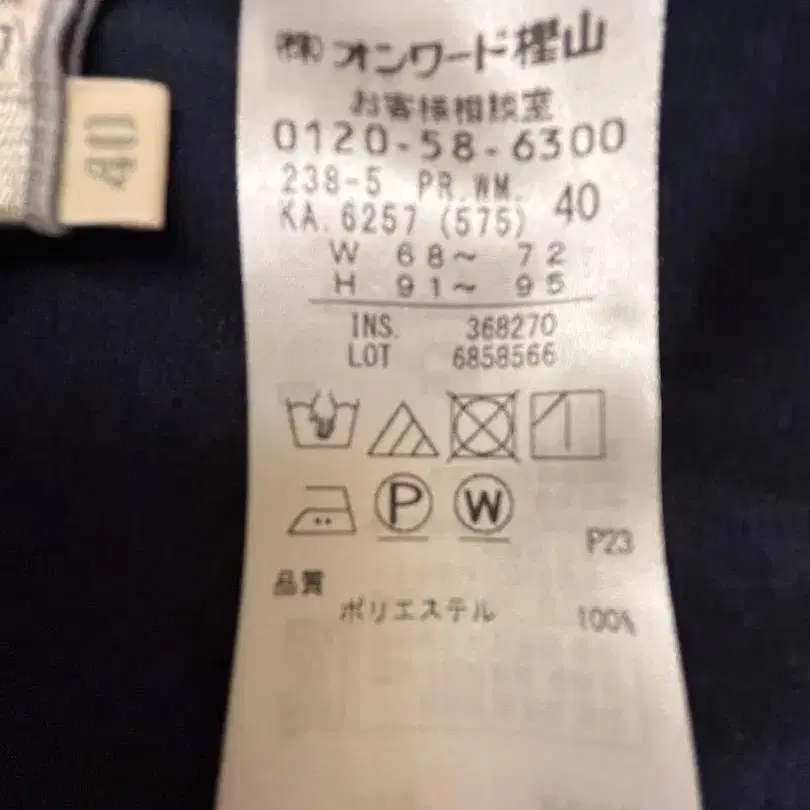 40
㈱ オンワード樫山
お客様相談室
0120-58-6300
238-5 PR.WM. 40
KA.6257 (575)
W 68～ 72
H 91～ 95
INS. 368270
LOT 6858566
P W
P23
品質
ポリエステル 100%